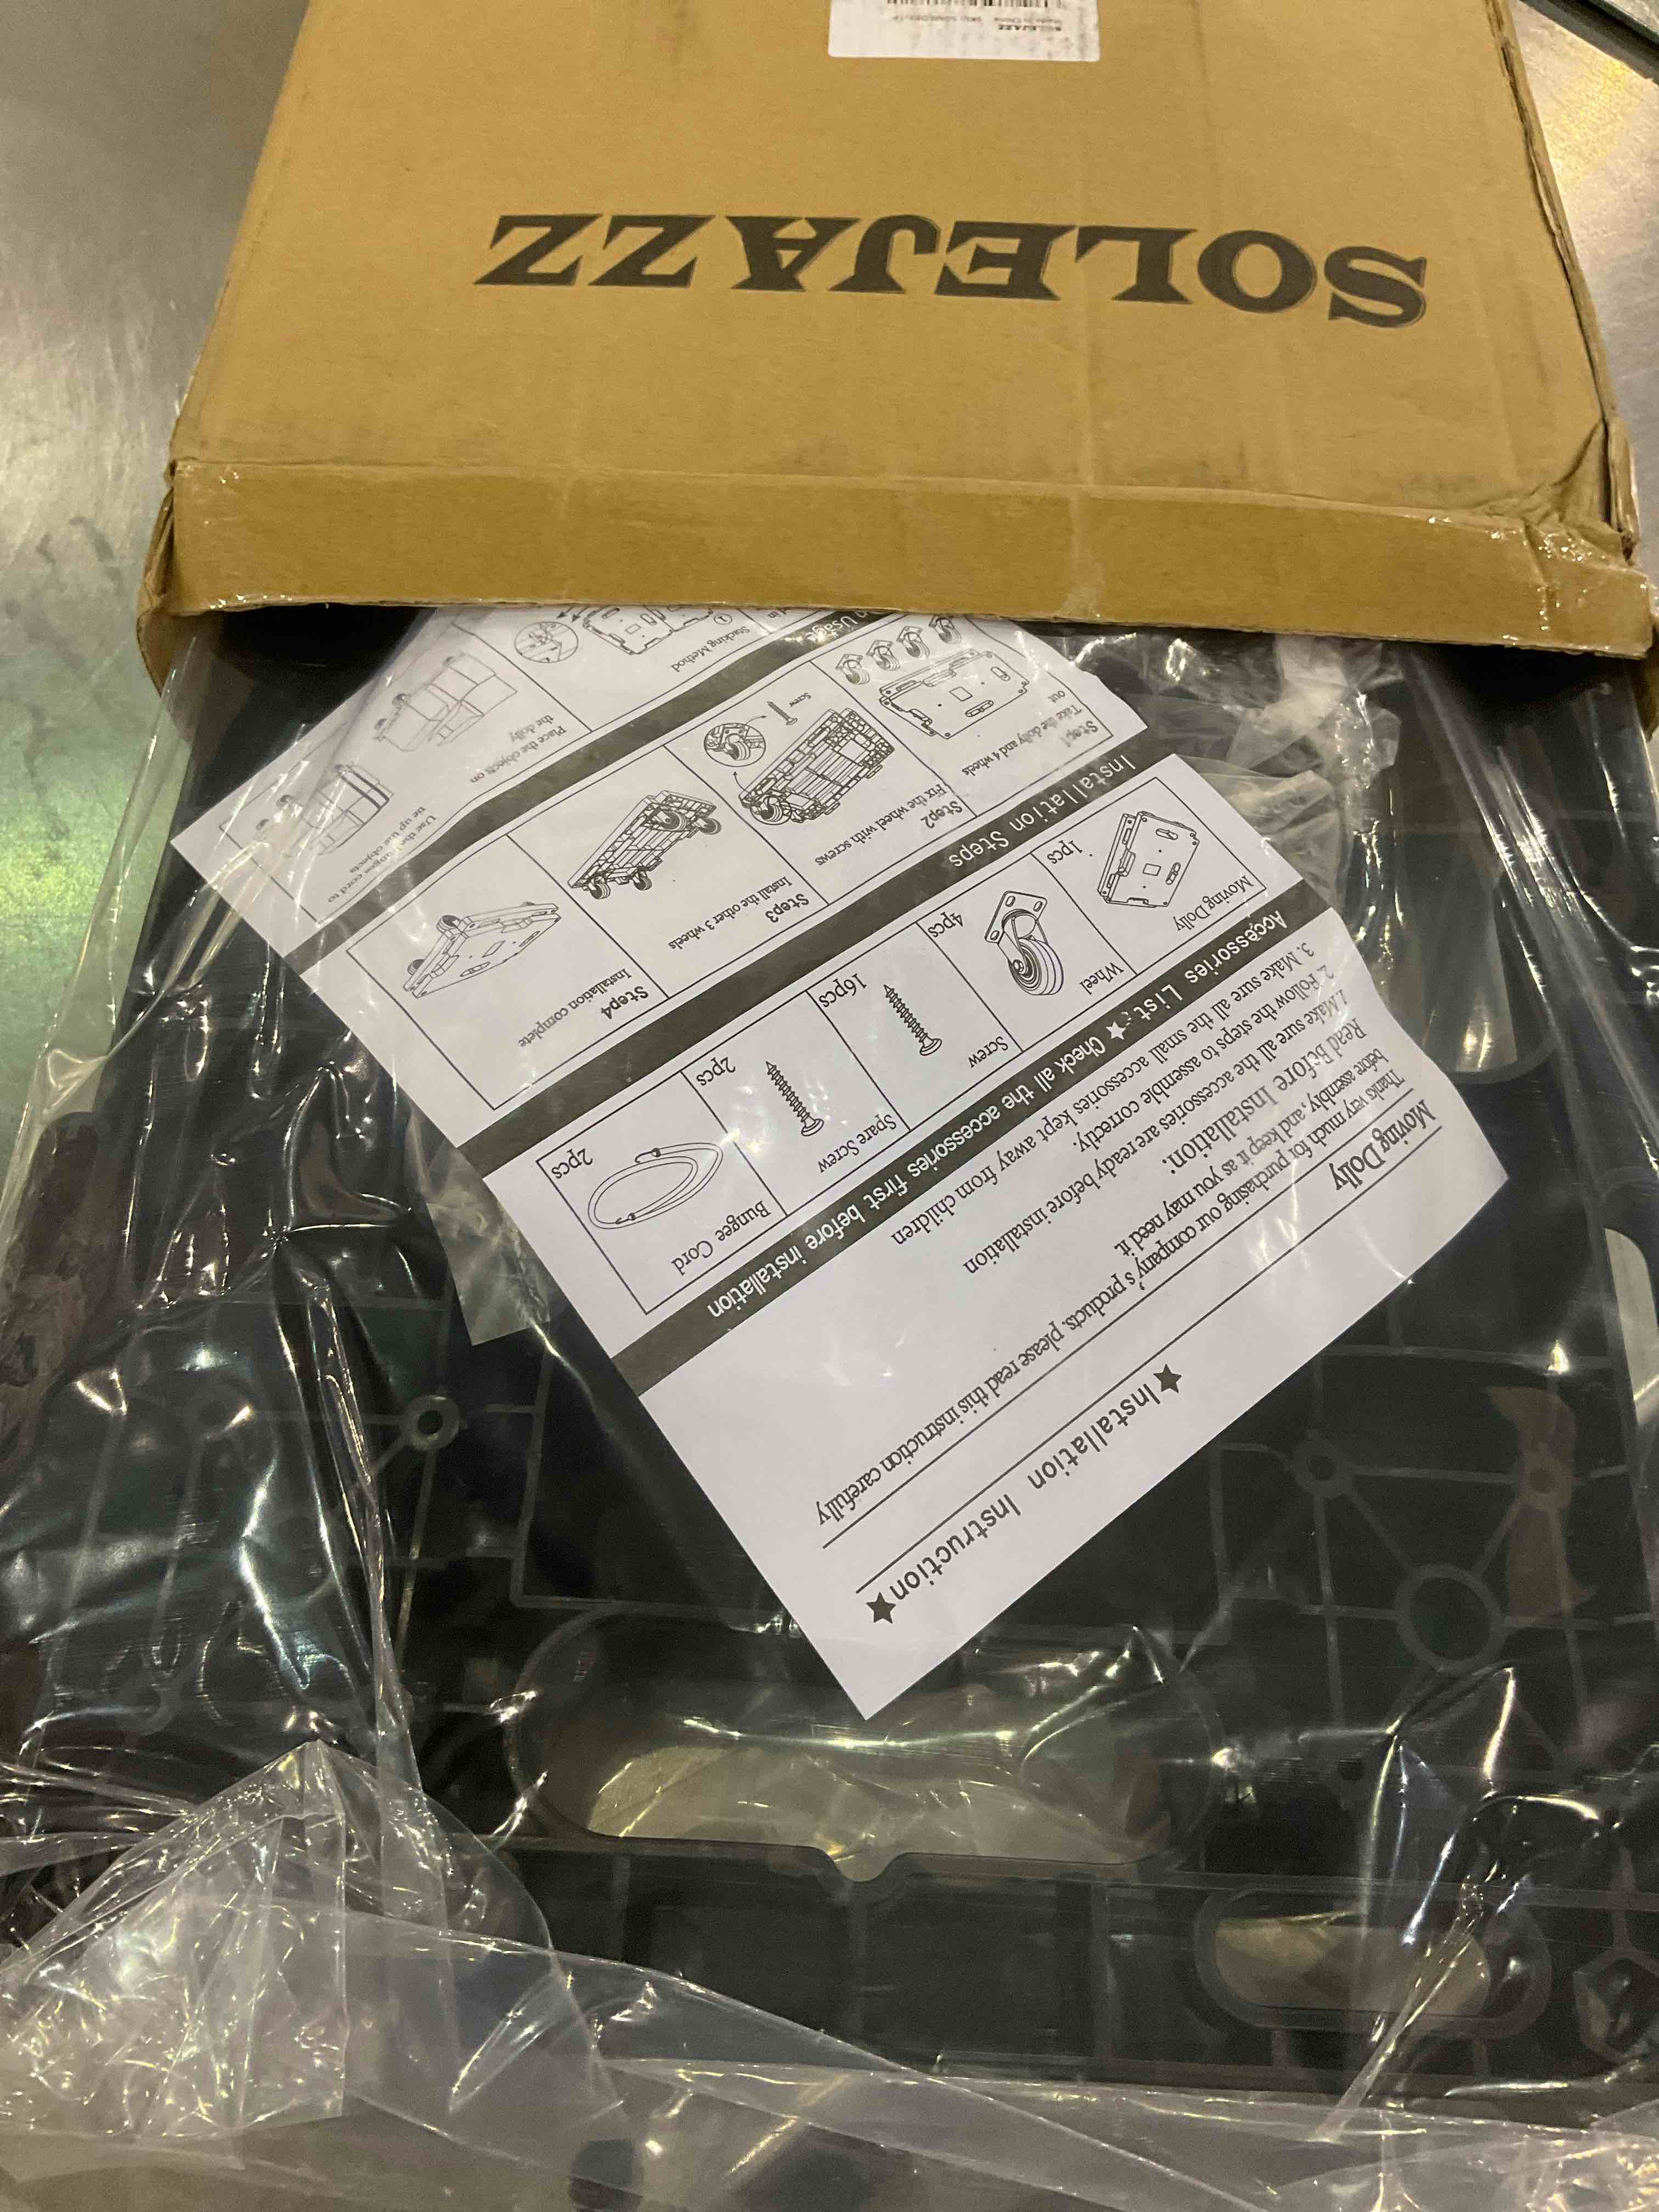 SOLEJAZZ
Made in China
SOLEJAZZ
★Installation Instruction★
Moving Dolly
Thanks very much for purchasing our company's products, please read this instruction carefully
before assembly, and keep it as you may need it.
Read Before Installation:
1. Make sure all the accessories are ready before installation
2. Follow the steps to assemble correctly.
3. Make sure all the small accessories kept away from children
Accessories List: ★ Check all the accessories first before installation
Moving Dolly
1pcs
Wheel
4pcs
Screw
16pcs
Spare Screw
2pcs
Bungee Cord
2pcs
Installation Steps
Step1
Take the dolly and 4 wheels
out
Step2
Fix the wheel with screws
Screw
Step3
Install the other 3 wheels
Step4
Installation complete
Usage
Stacking Method
1
Place the objects on
the dolly
Use the cord to
tie up the objects